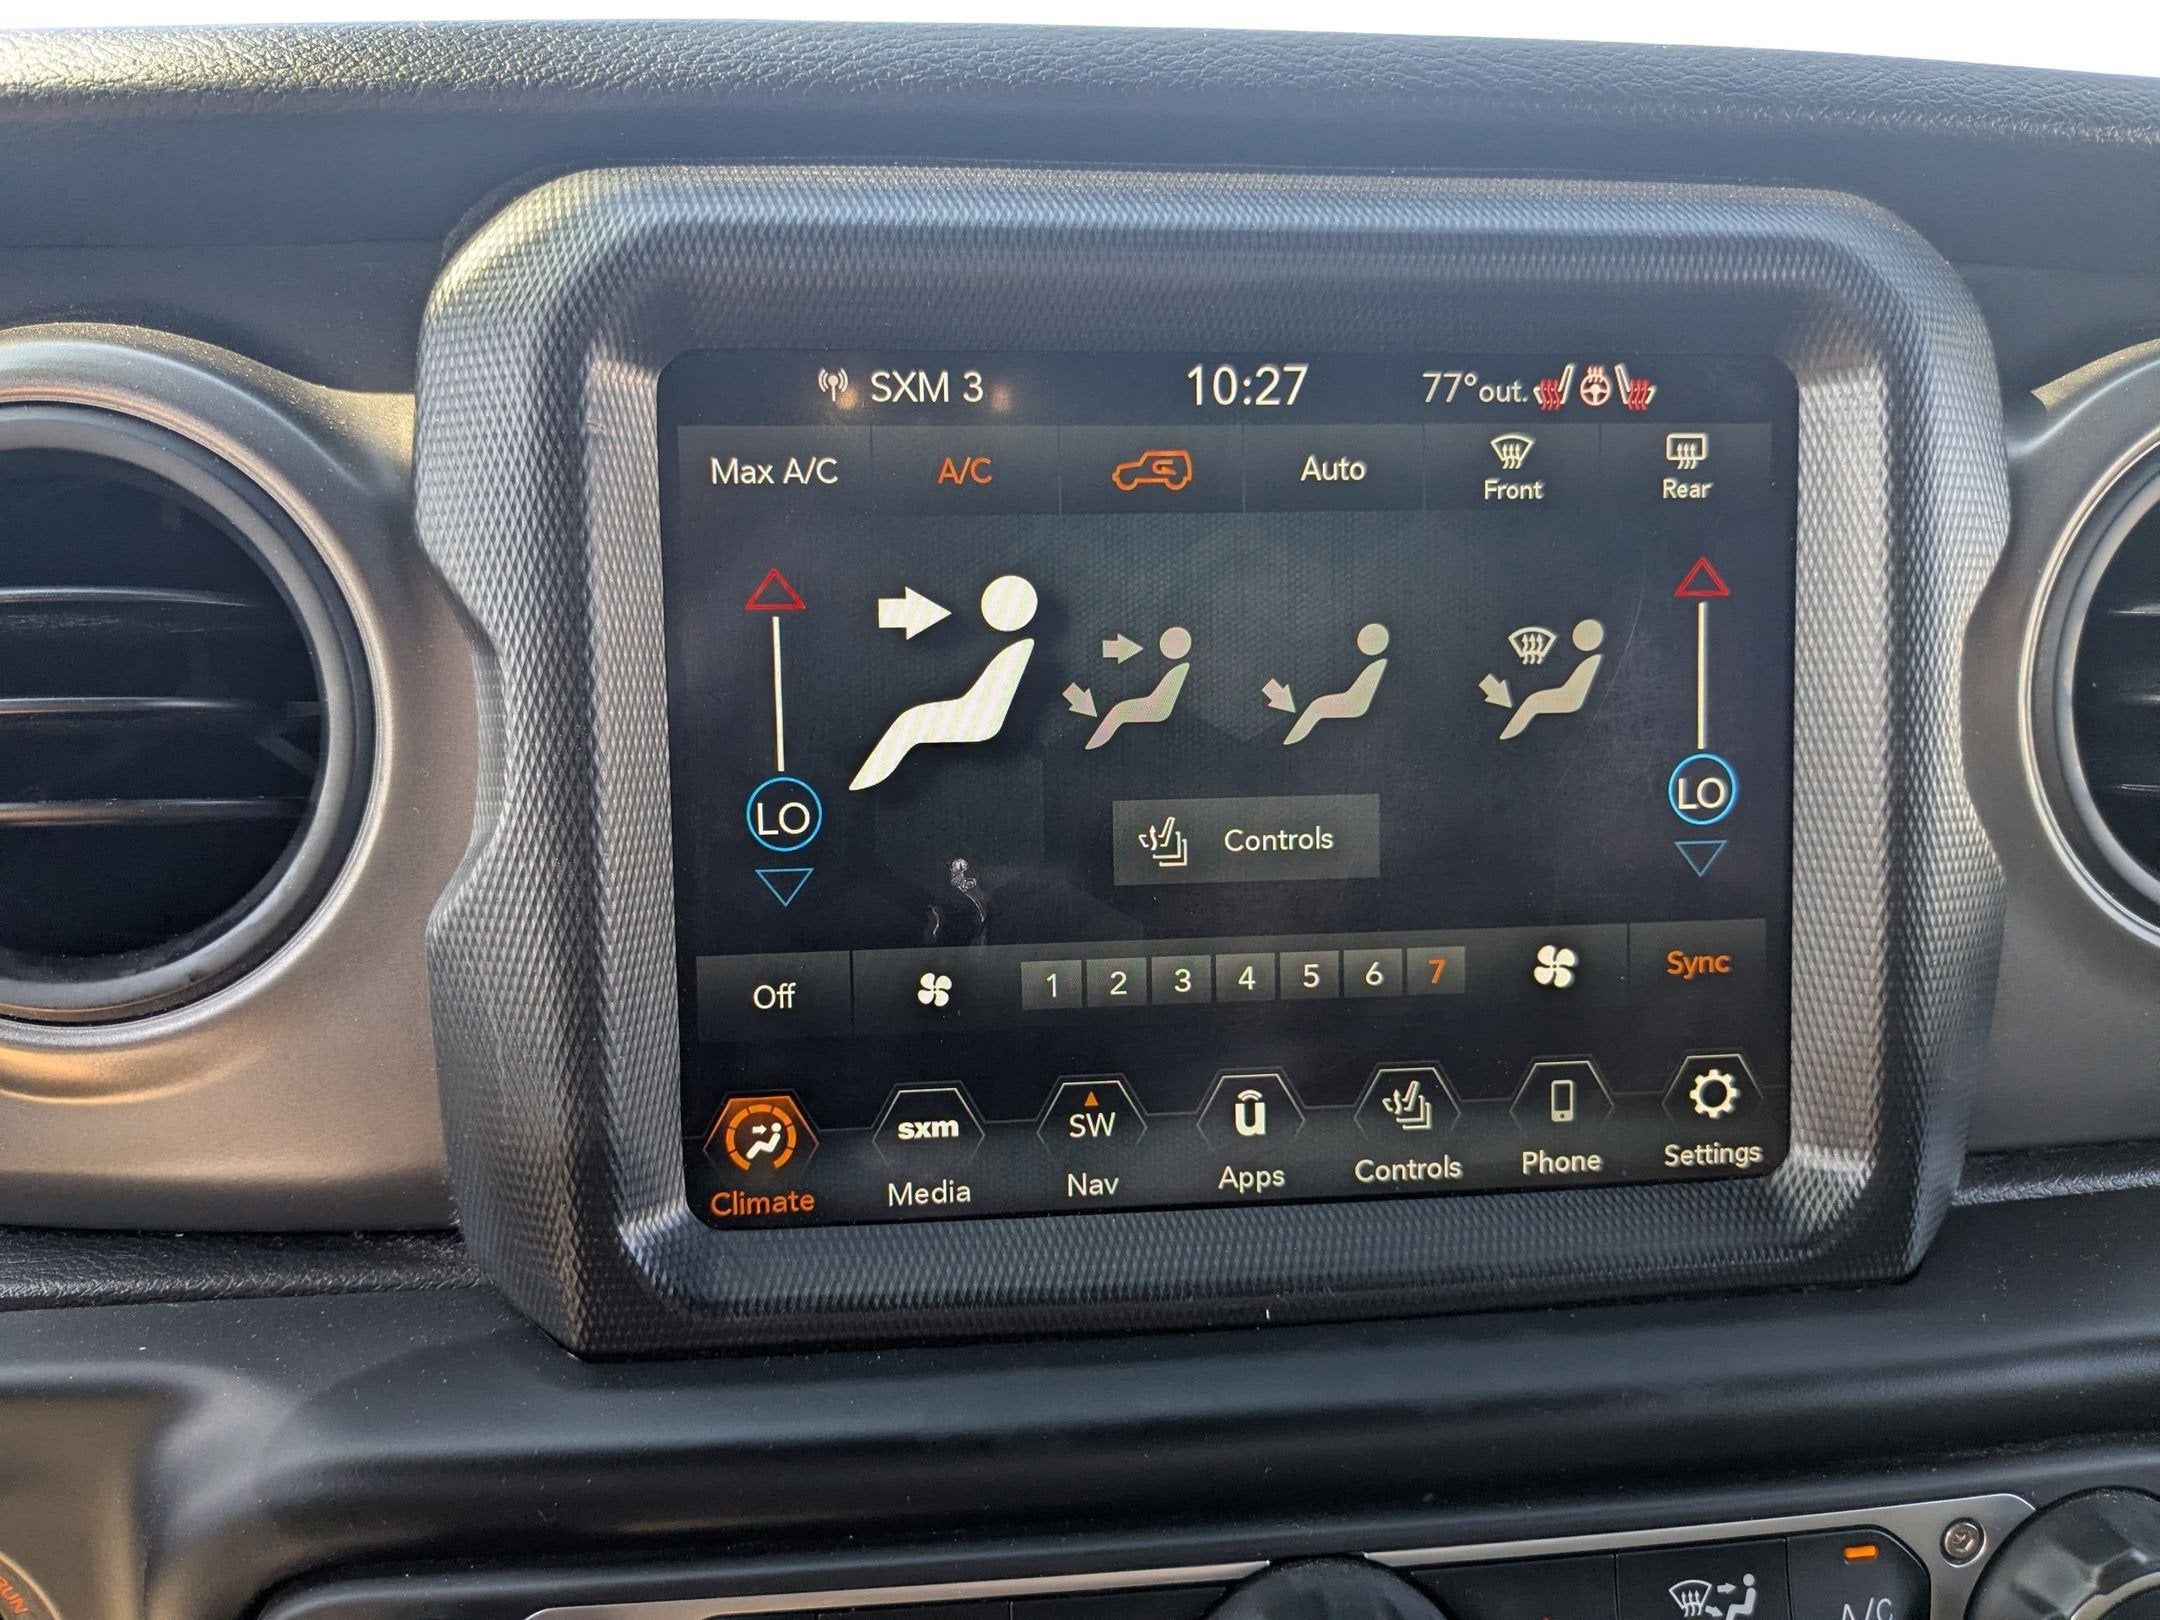 SXM 3 10:27 77°out.
Max A/C A/C Auto Front Rear
LO LO
Controls
Off 1 2 3 4 5 6 7 Sync
sxm SW
Climate Media Nav Apps Controls Phone Settings
RUN
A/C